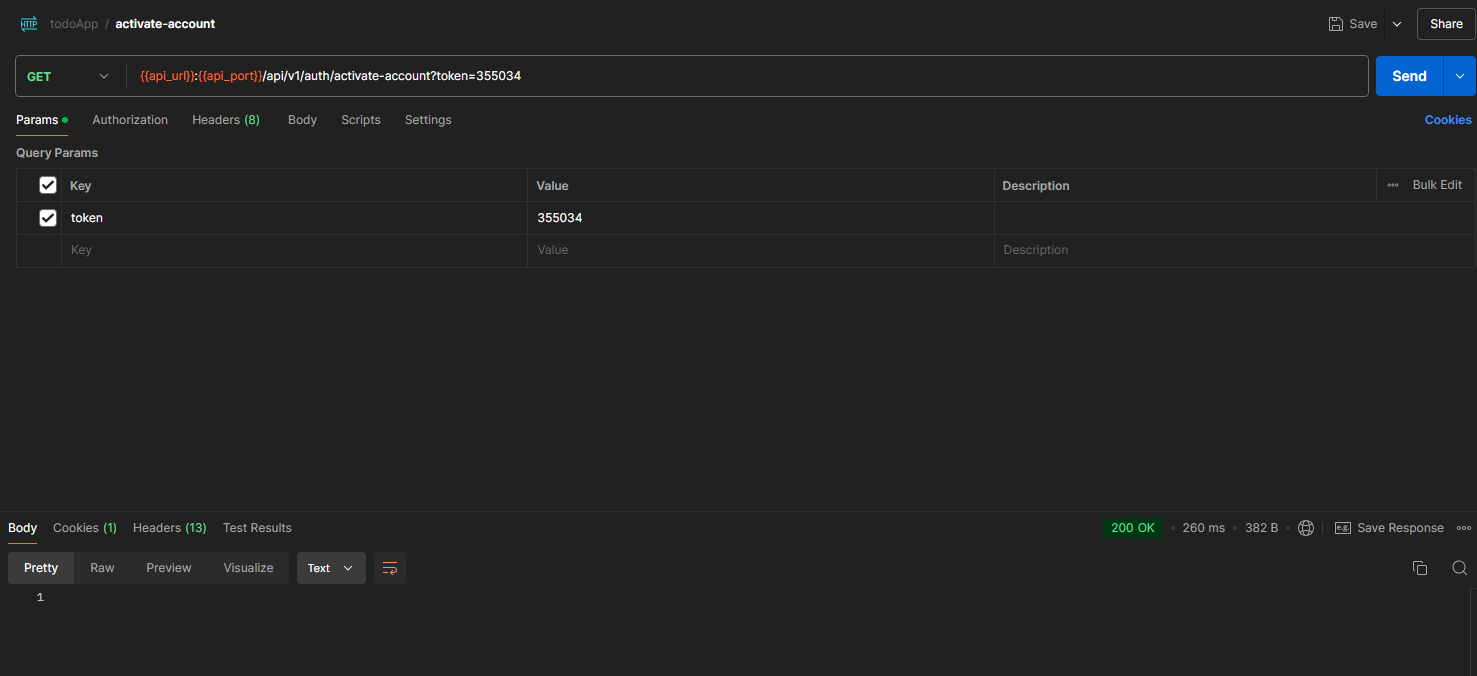 HTTP todoApp / activate-account Save Share
GET {{api_url}}:{{api_port}}/api/v1/auth/activate-account?token=355034 Send
Params Authorization Headers (8) Body Scripts Settings Cookies
Query Params
Key Value Description Bulk Edit
token 355034
Key Value Description
Body Cookies (1) Headers (13) Test Results 200 OK 260 ms 382 B e.g. Save Response
Pretty Raw Preview Visualize Text
1